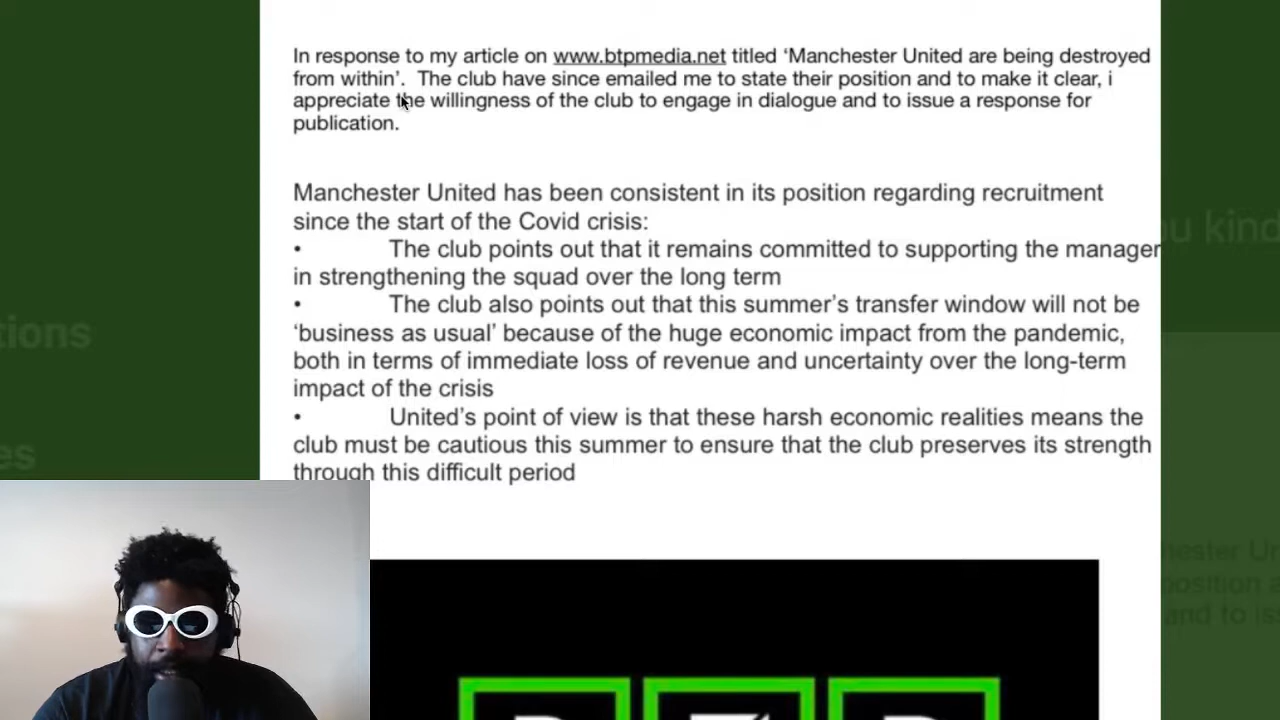 In response to my article on www.btpmedia.net titled ‘Manchester United are being destroyed
from within’.  The club have since emailed me to state their position and to make it clear, i
appreciate the willingness of the club to engage in dialogue and to issue a response for
publication.
Manchester United has been consistent in its position regarding recruitment
since the start of the Covid crisis:
• The club points out that it remains committed to supporting the manager
in strengthening the squad over the long term
• The club also points out that this summer’s transfer window will not be
‘business as usual’ because of the huge economic impact from the pandemic,
both in terms of immediate loss of revenue and uncertainty over the long-term
impact of the crisis
• United’s point of view is that these harsh economic realities means the
club must be cautious this summer to ensure that the club preserves its strength
through this difficult period